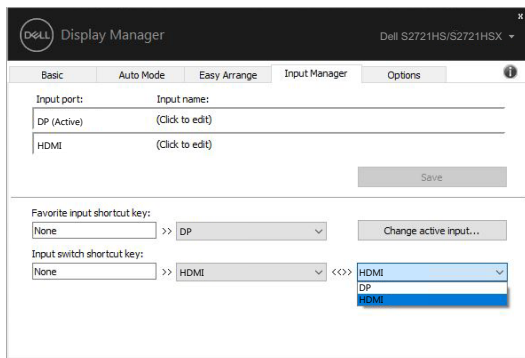 x
DELL Display Manager Dell S2721HS/S2721HSX
Basic Auto Mode Easy Arrange Input Manager Options i
Input port: Input name:
DP (Active) (Click to edit)
HDMI (Click to edit)
Save
Favorite input shortcut key:
None >> DP Change active input...
Input switch shortcut key:
None >> HDMI <<>> HDMI
DP
HDMI